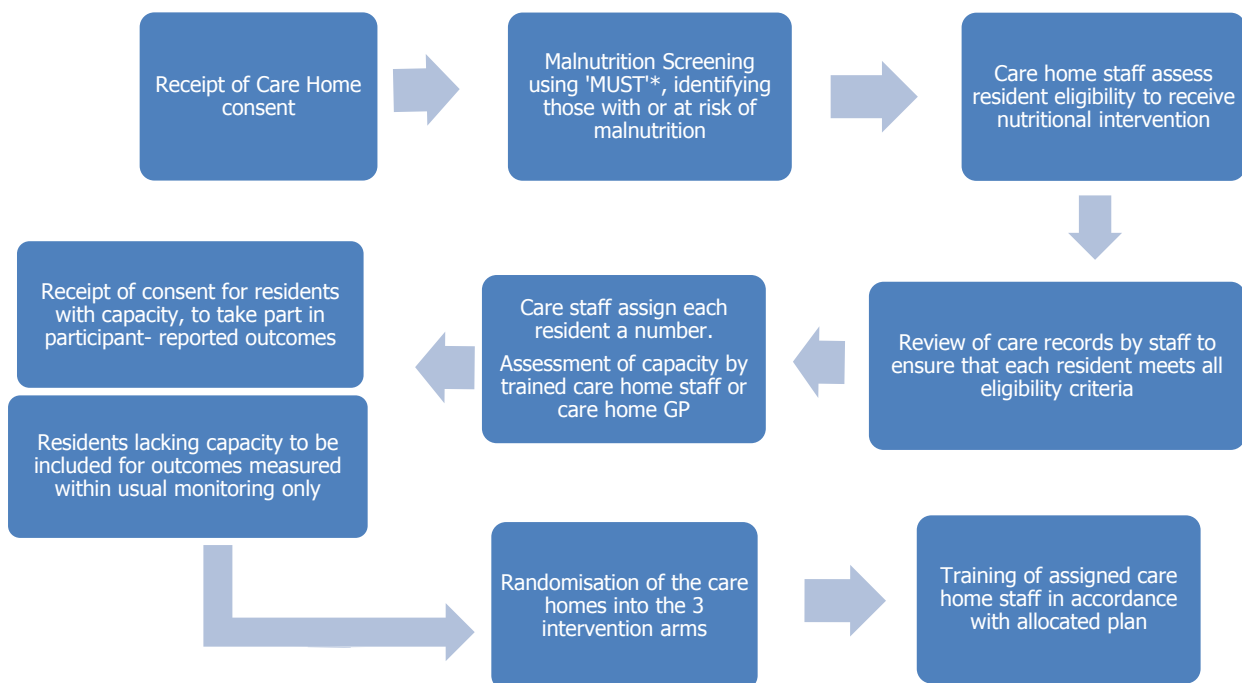 Receipt of Care Home
consent
Malnutrition Screening
using 'MUST'*, identifying
those with or at risk of
malnutrition
Care home staff assess
resident eligibility to receive
nutritional intervention
Review of care records by staff to
ensure that each resident meets all
eligibility criteria
Care staff assign each
resident a number.
Assessment of capacity by
trained care home staff or
care home GP
Receipt of consent for residents
with capacity, to take part in
participant- reported outcomes
Residents lacking capacity to be
included for outcomes measured
within usual monitoring only
Randomisation of the care
homes into the 3
intervention arms
Training of assigned care
home staff in accordance
with allocated plan